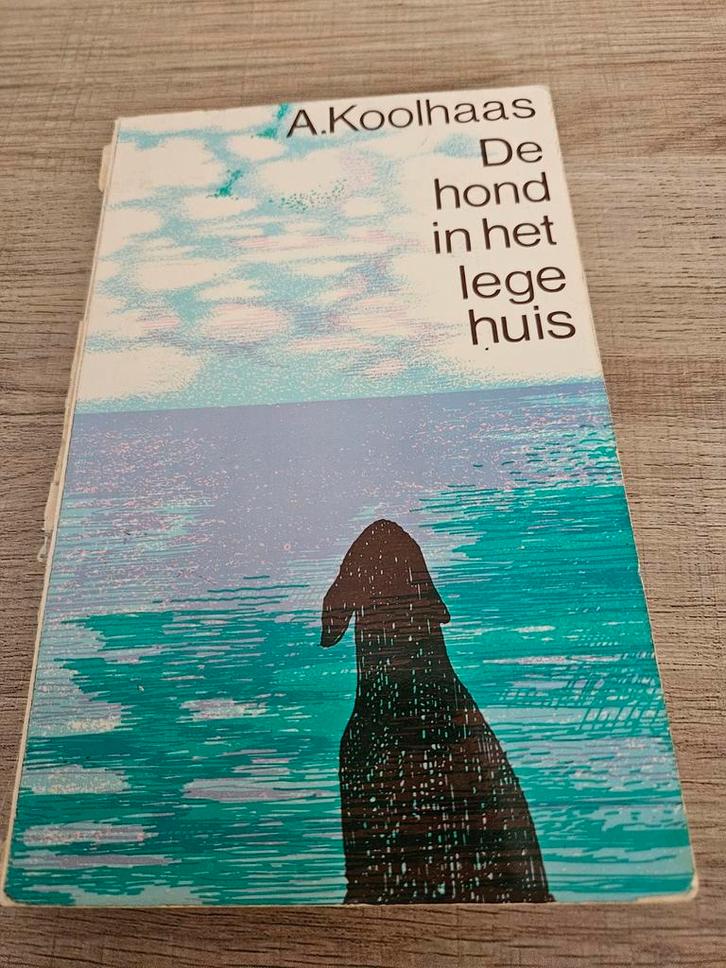 A.Koolhaas
De
hond
in het
lege
huis